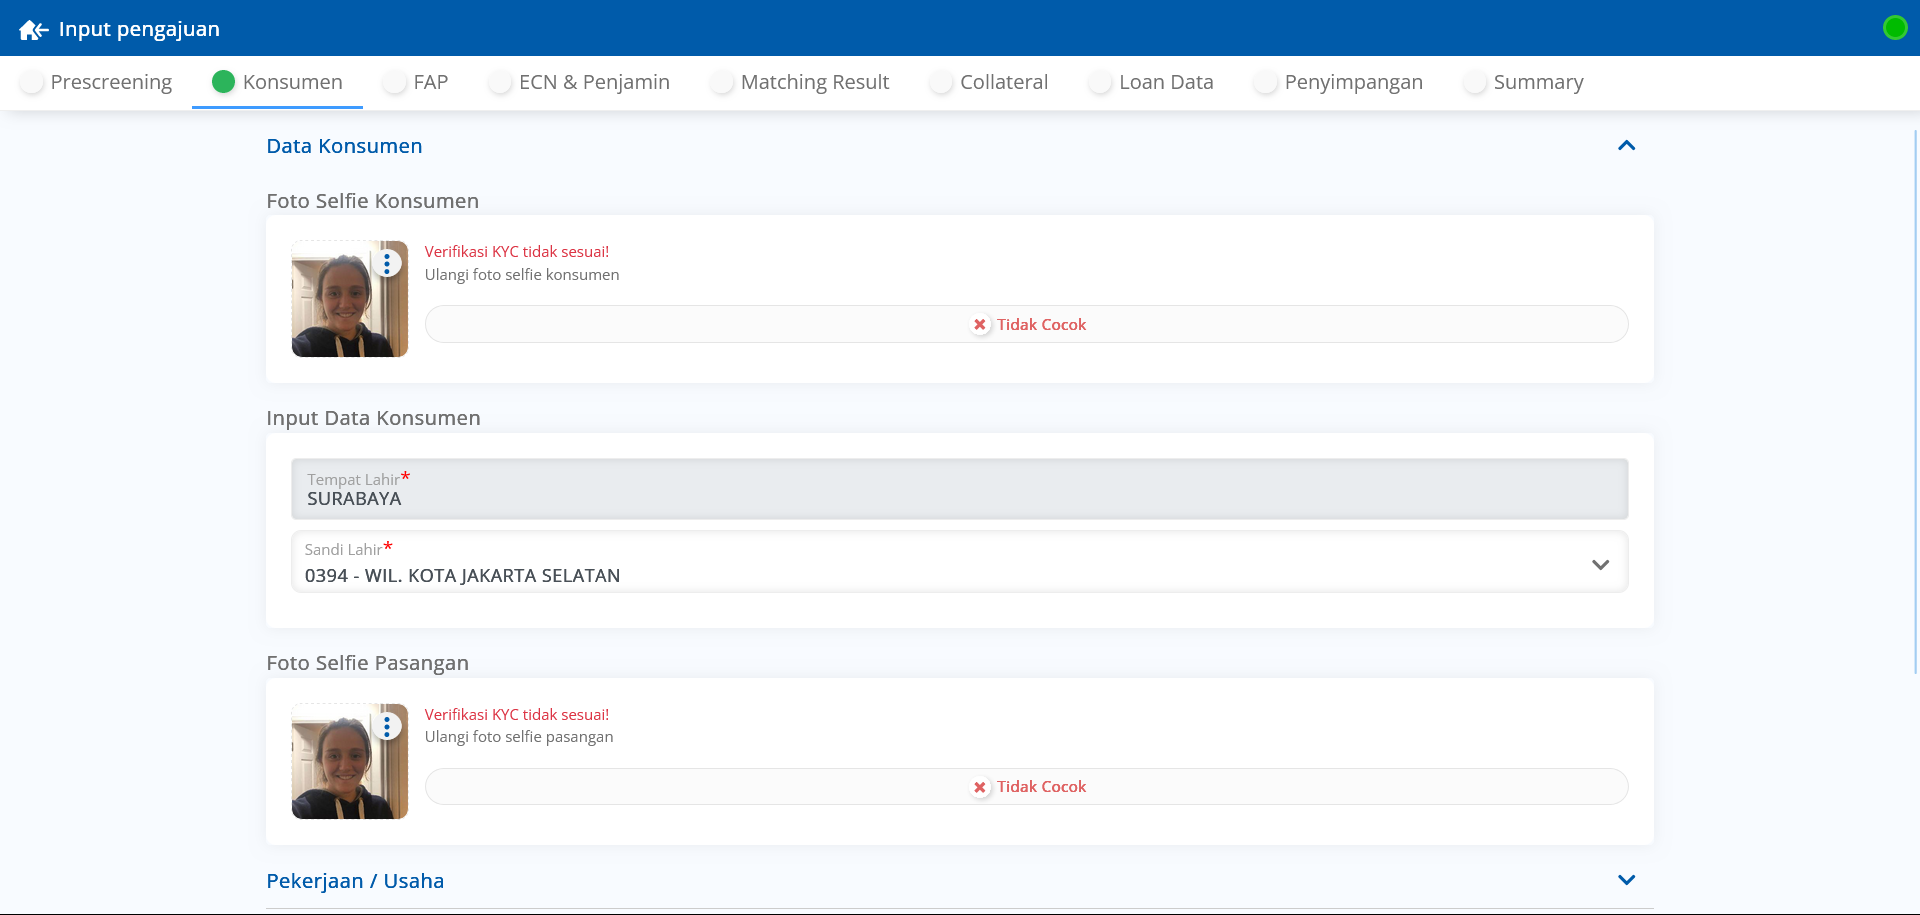 Input pengajuan
Prescreening Konsumen FAP ECN & Penjamin Matching Result Collateral Loan Data Penyimpangan Summary
Data Konsumen
Foto Selfie Konsumen
Verifikasi KYC tidak sesuai!
Ulangi foto selfie konsumen
Tidak Cocok
Input Data Konsumen
Tempat Lahir*
SURABAYA
Sandi Lahir*
0394 - WIL. KOTA JAKARTA SELATAN
Foto Selfie Pasangan
Verifikasi KYC tidak sesuai!
Ulangi foto selfie pasangan
Tidak Cocok
Pekerjaan / Usaha